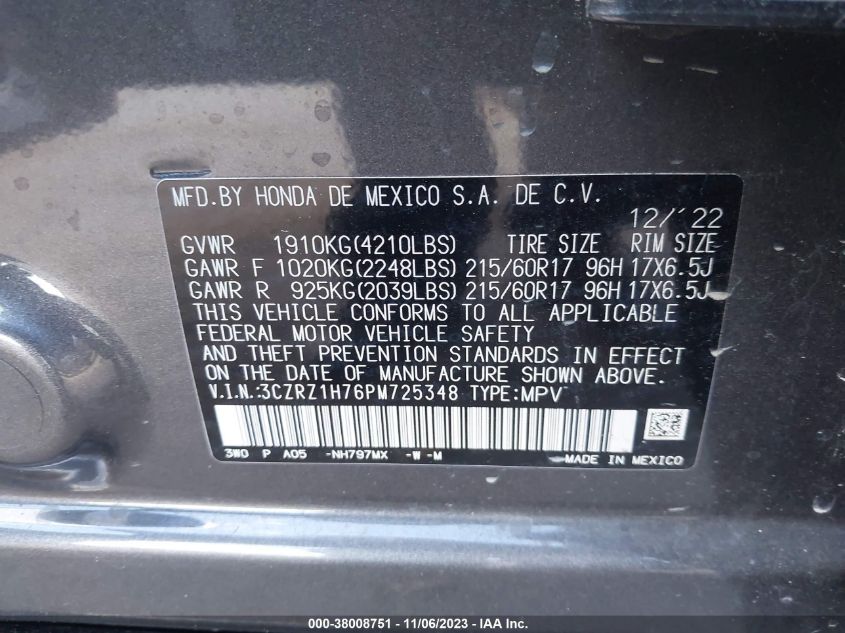 MFD.BY HONDA DE MEXICO S.A. DE C.V.
12/'22
GVWR 1910KG(4210LBS) TIRE SIZE RIM SIZE
GAWR F 1020KG(2248LBS) 215/60R17 96H 17X6.5J
GAWR R 925KG(2039LBS) 215/60R17 96H 17X6.5J
THIS VEHICLE CONFORMS TO ALL APPLICABLE
FEDERAL MOTOR VEHICLE SAFETY
AND THEFT PREVENTION STANDARDS IN EFFECT
ON THE DATE OF MANUFACTURE SHOWN ABOVE.
V.I.N.:3CZRZ1H76PM725348 TYPE:MPV
3W0 P A05 -NH797MX -W -M MADE IN MEXICO
000-38008751 - 11/06/2023 - IAA Inc.